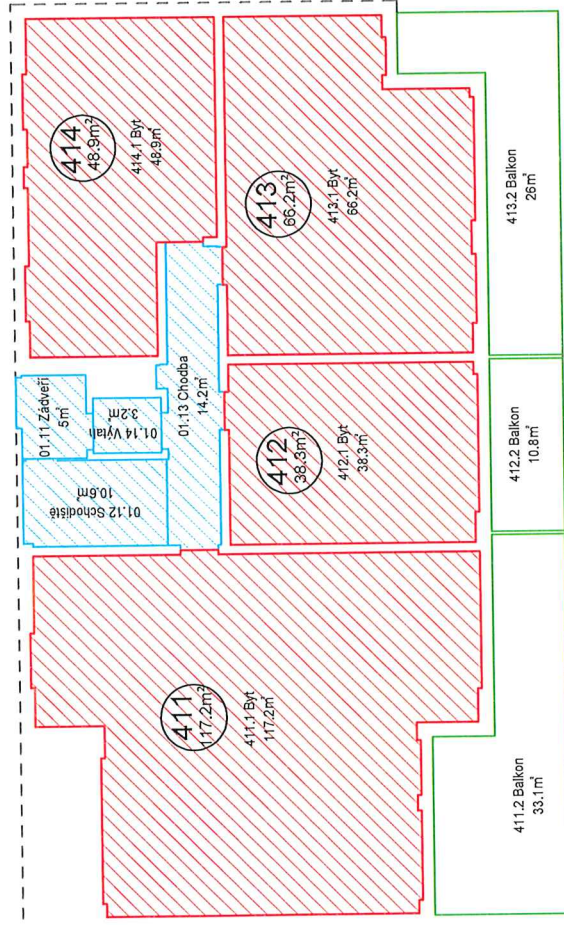 414
48.9m²
414.1 Byt
48.9m²
413
66.2m²
413.1 Byt
66.2m²
413.2 Balkon
26m²
01.11 Zádveří
5m²
01.14 Výtah
3.2m²
01.12 Schodiště
10.6m²
01.13 Chodba
14.2m²
412
38.3m²
412.1 Byt
38.3m²
412.2 Balkon
10.8m²
411
117.2m²
411.1 Byt
117.2m²
411.2 Balkon
33.1m²